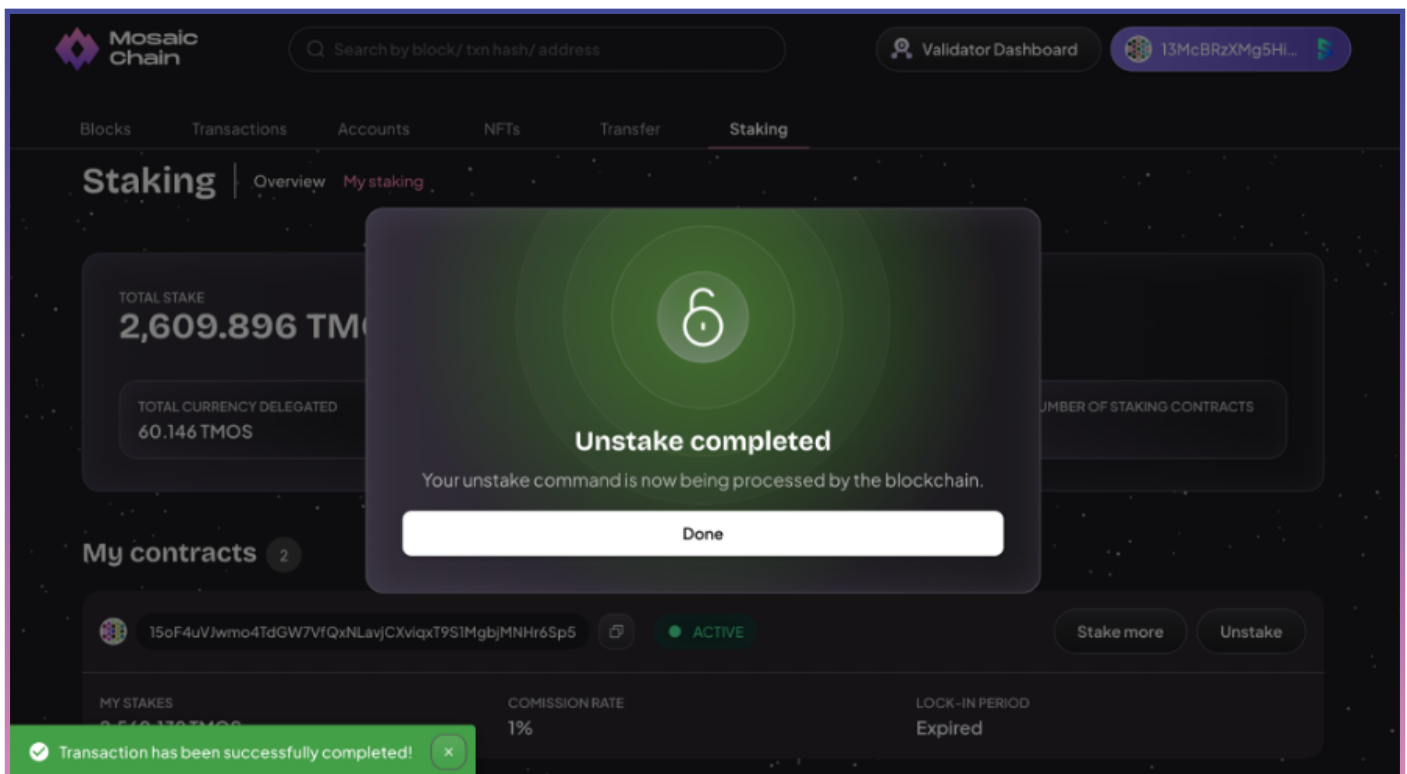 Mosaic
Chain
Search by block/ txn hash/ address
Validator Dashboard
13McBRzXMg5Hi...
Blocks Transactions Accounts NFTs Transfer Staking
Staking Overview My staking
TOTAL STAKE
2,609.896
TOTAL CURRENCY DELEGATED
60.146 TMOS
OF STAKING CONTRACTS
Unstake completed
Your unstake command is now being processed by the blockchain.
Done
My contracts 2
15oF4uVJwmo4TdGW7VfQxNLavjCXviqxT9S1MgbjMNHr6Sp5
ACTIVE
Stake more
Unstake
MY STAKES
COMISSION RATE
1%
LOCK-IN PERIOD
Expired
Transaction has been successfully completed!